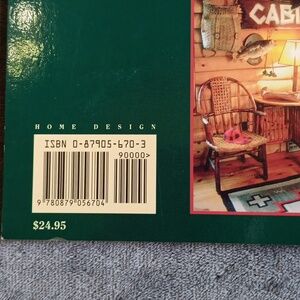 CAB
HOME DESIGN
ISBN 0-87905-670-3
90000>
9 780879 056704
$24.95